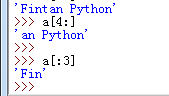 'Fintan Python'
>>> a[4:]
'an Python'
>>>
>>> a[:3]
'Fin'
>>>